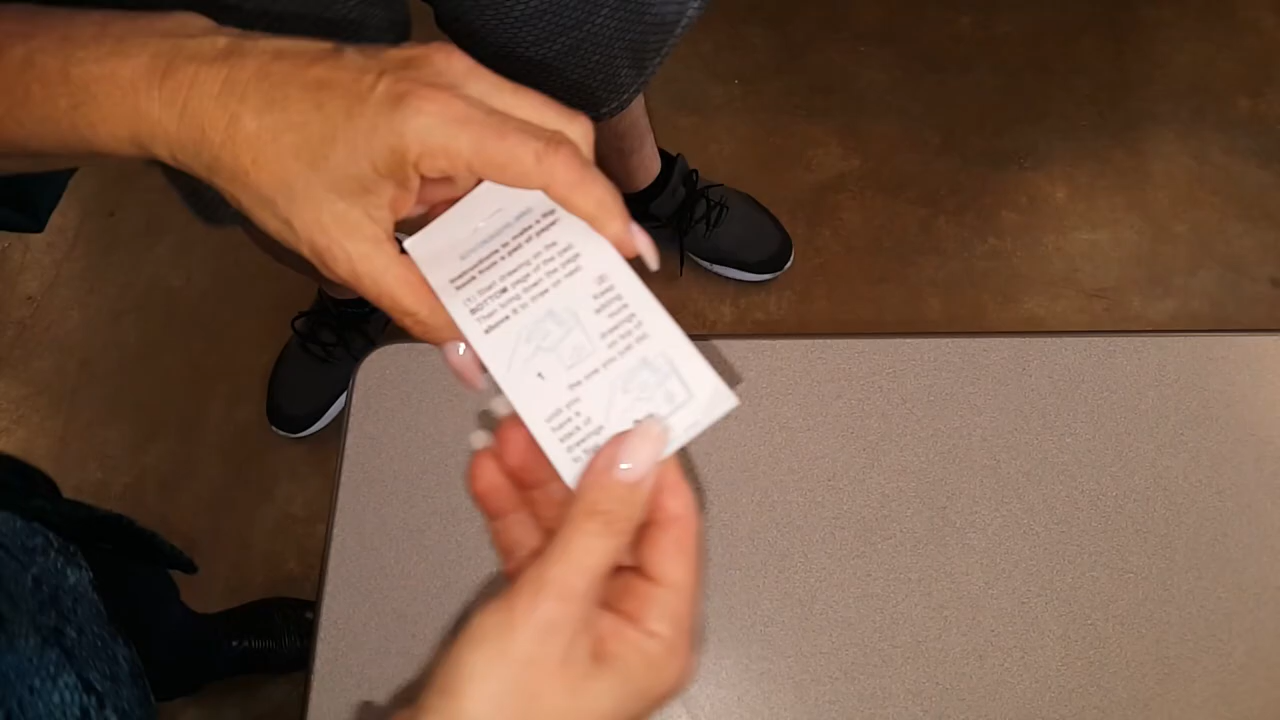 Instructions to make a flip
book from a pad of paper:
(1) Start drawing on the
BOTTOM page of the pad.
Then bring down the page
above it to draw on next.
1
(2)
Keep
adding
more
drawings
on top of
the one you just did
until you
have a
stack of
drawings